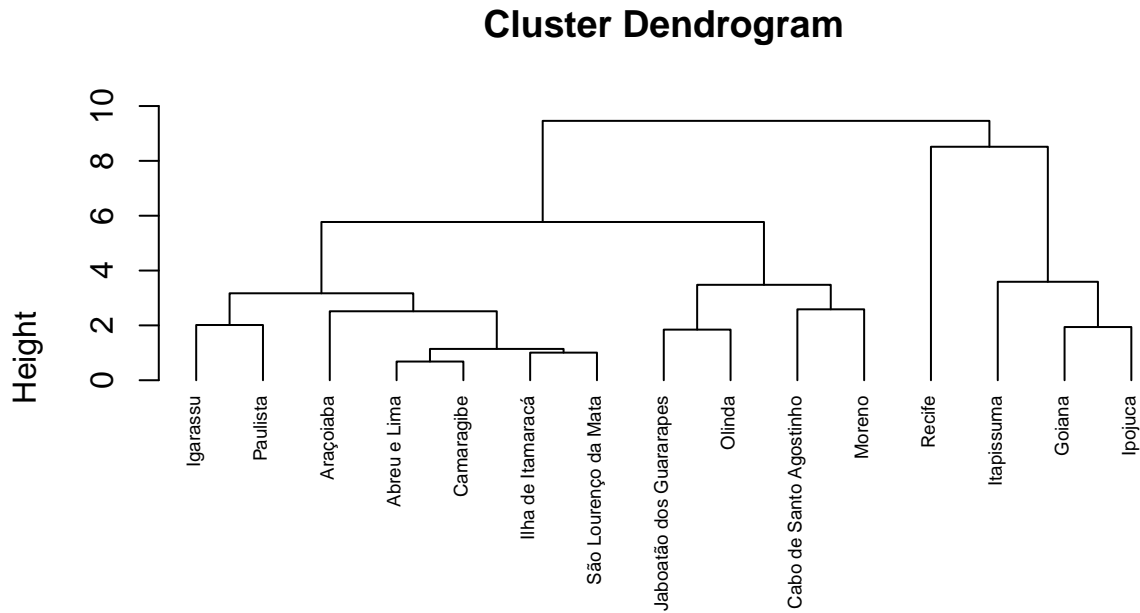 Cluster Dendrogram
Height
10
8
6
4
2
0
Igarassu
Paulista
Araçoiaba
Abreu e Lima
Camaragibe
Ilha de Itamaracá
São Lourenço da Mata
Jaboatão dos Guararapes
Olinda
Cabo de Santo Agostinho
Moreno
Recife
Itapissuma
Goiana
Ipojuca